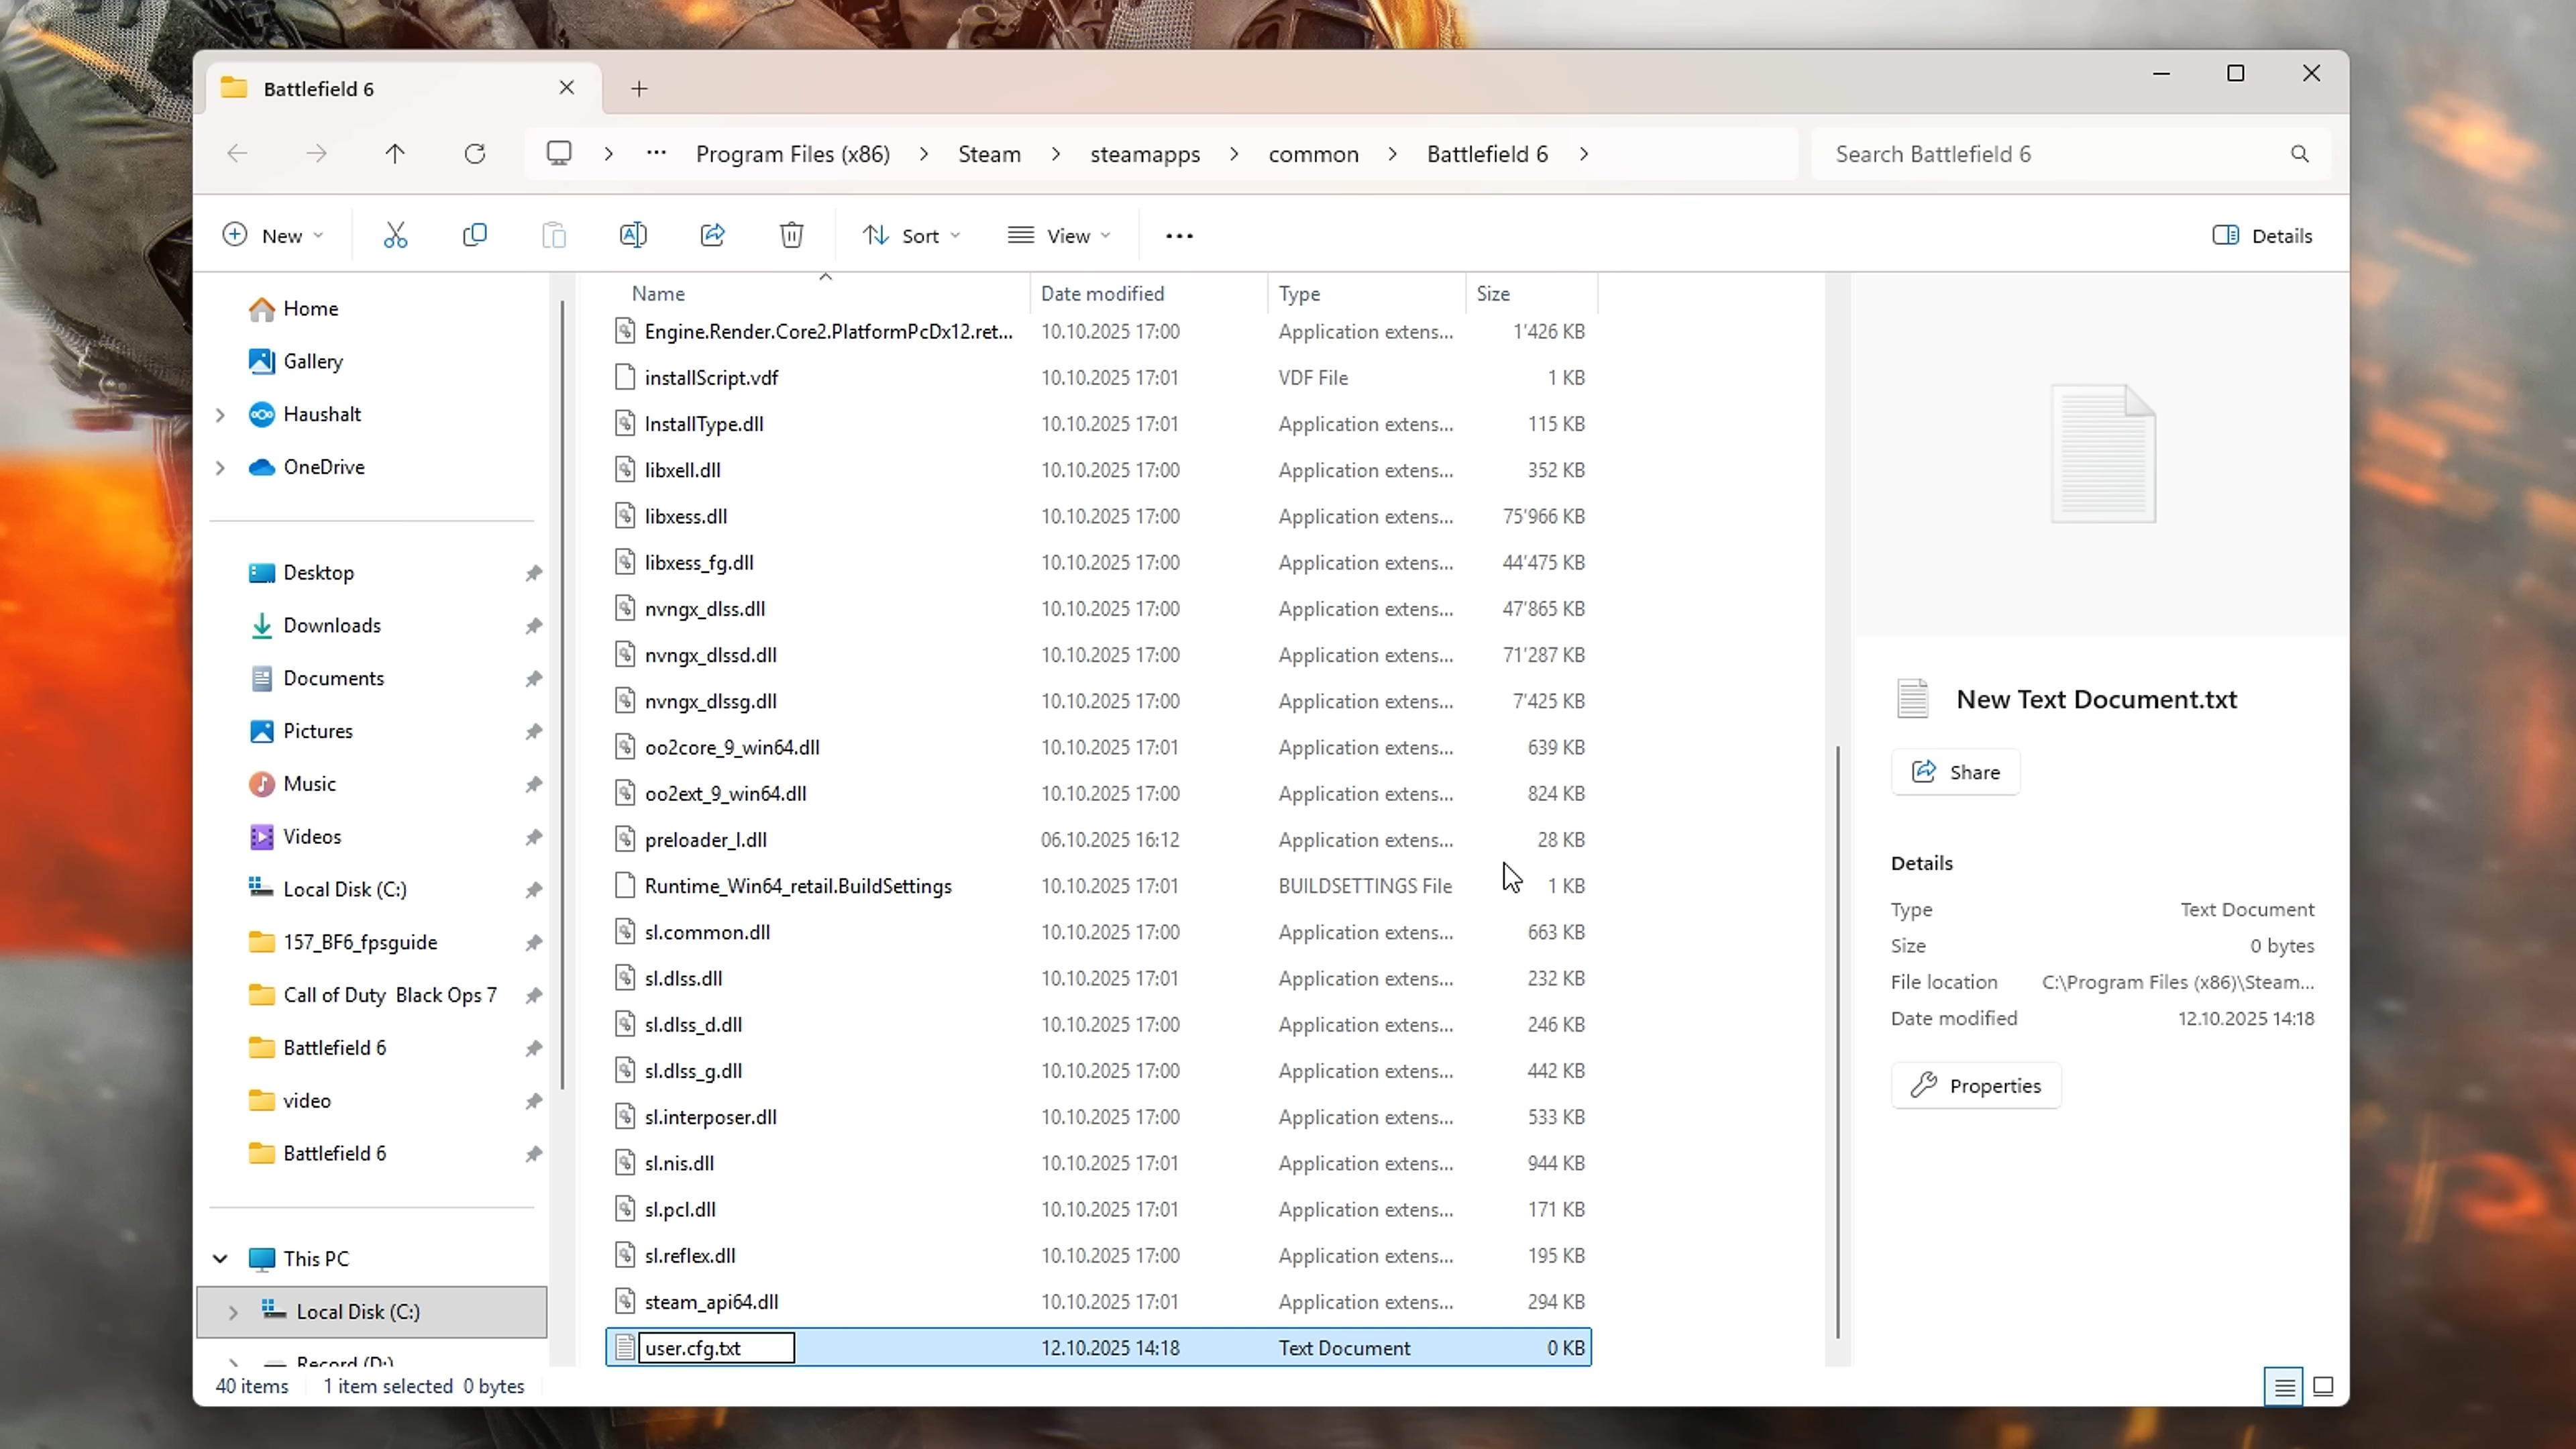 Battlefield 6
Program Files (x86) Steam steamapps common Battlefield 6
Search Battlefield 6
New
Sort
View
Details
Home
Gallery
Haushalt
OneDrive
Desktop
Downloads
Documents
Pictures
Music
Videos
Local Disk (C:)
157_BF6_fpsguide
Call of Duty Black Ops 7
Battlefield 6
video
Battlefield 6
This PC
Local Disk (C:)
Record (D:)
Name Date modified Type Size
Engine.Render.Core2.PlatformPcDx12.ret... 10.10.2025 17:00 Application extens... 1'426 KB
installScript.vdf 10.10.2025 17:01 VDF File 1 KB
InstallType.dll 10.10.2025 17:01 Application extens... 115 KB
libxell.dll 10.10.2025 17:00 Application extens... 352 KB
libxess.dll 10.10.2025 17:00 Application extens... 75'966 KB
libxess_fg.dll 10.10.2025 17:00 Application extens... 44'475 KB
nvngx_dlss.dll 10.10.2025 17:00 Application extens... 47'865 KB
nvngx_dlssd.dll 10.10.2025 17:00 Application extens... 71'287 KB
nvngx_dlssg.dll 10.10.2025 17:00 Application extens... 7'425 KB
oo2core_9_win64.dll 10.10.2025 17:01 Application extens... 639 KB
oo2ext_9_win64.dll 10.10.2025 17:00 Application extens... 824 KB
preloader_l.dll 06.10.2025 16:12 Application extens... 28 KB
Runtime_Win64_retail.BuildSettings 10.10.2025 17:01 BUILDSETTINGS File 1 KB
sl.common.dll 10.10.2025 17:00 Application extens... 663 KB
sl.dlss.dll 10.10.2025 17:01 Application extens... 232 KB
sl.dlss_d.dll 10.10.2025 17:00 Application extens... 246 KB
sl.dlss_g.dll 10.10.2025 17:00 Application extens... 442 KB
sl.interposer.dll 10.10.2025 17:00 Application extens... 533 KB
sl.nis.dll 10.10.2025 17:01 Application extens... 944 KB
sl.pcl.dll 10.10.2025 17:01 Application extens... 171 KB
sl.reflex.dll 10.10.2025 17:00 Application extens... 195 KB
steam_api64.dll 10.10.2025 17:01 Application extens... 294 KB
user.cfg.txt 12.10.2025 14:18 Text Document 0 KB
New Text Document.txt
Share
Details
Type Text Document
Size 0 bytes
File location C:\Program Files (x86)\Steam...
Date modified 12.10.2025 14:18
Properties
40 items 1 item selected 0 bytes